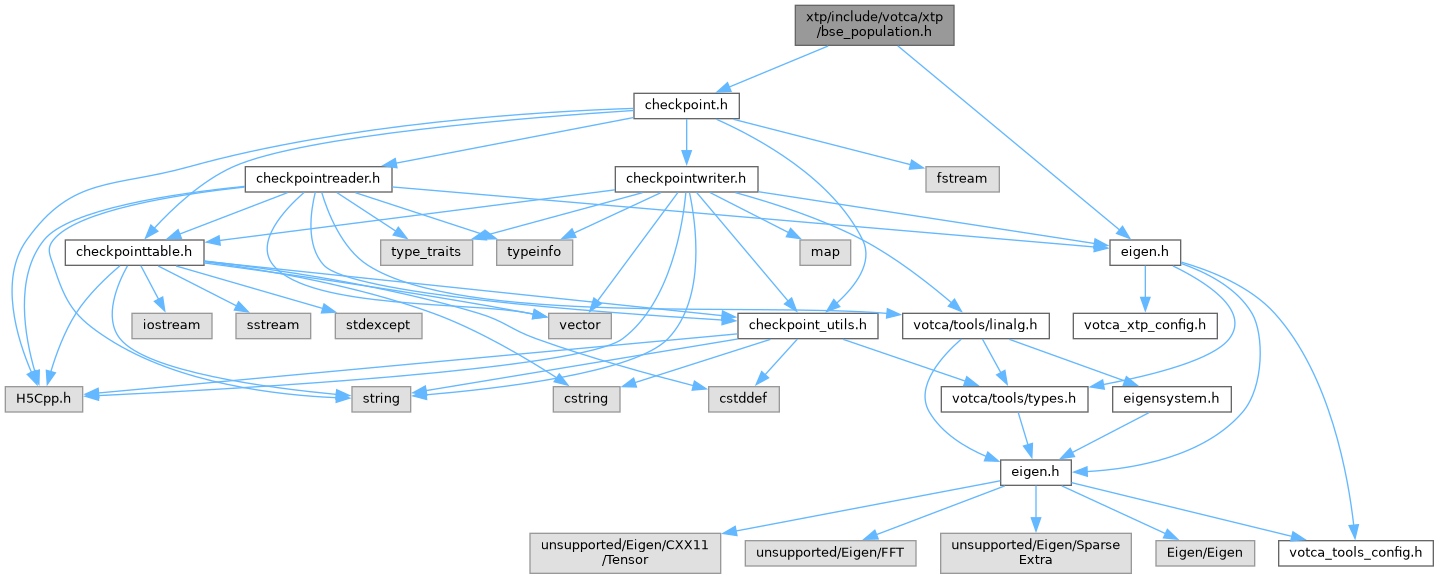 xtp/include/votca/xtp
/bse_population.h
checkpoint.h
checkpointreader.h
checkpointwriter.h
fstream
checkpointtable.h
type_traits
typeinfo
map
eigen.h
iostream
sstream
stdexcept
vector
checkpoint_utils.h
votca/tools/linalg.h
votca_xtp_config.h
H5Cpp.h
string
cstring
cstddef
votca/tools/types.h
eigensystem.h
eigen.h
unsupported/Eigen/CXX11
/Tensor
unsupported/Eigen/FFT
unsupported/Eigen/Sparse
Extra
Eigen/Eigen
votca_tools_config.h